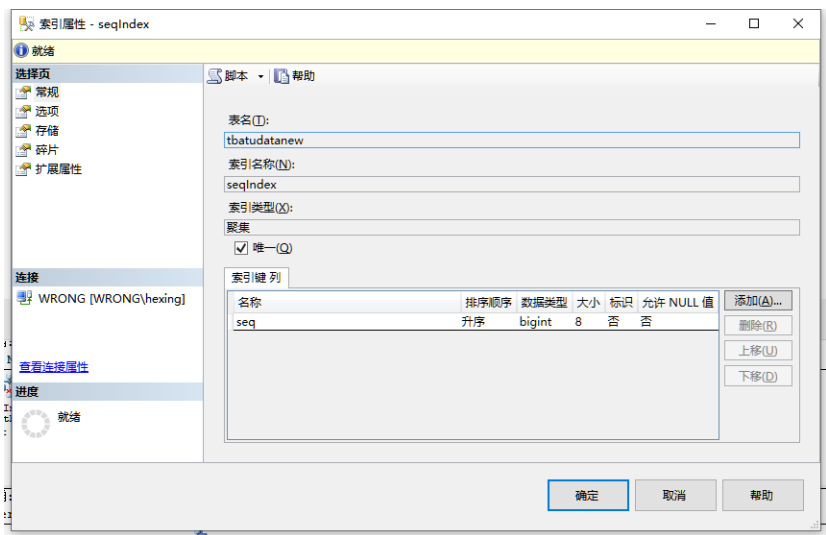 索引属性 - seqIndex
就绪
选择页
常规
选项
存储
碎片
扩展属性
脚本
帮助
表名(T):
tbatudatanew
索引名称(N):
seqIndex
索引类型(X):
聚集
唯一(Q)
索引键 列
名称 排序顺序 数据类型 大小 标识 允许 NULL 值
seq 升序 bigint 8 否 否
添加(A)...
删除(R)
上移(U)
下移(D)
连接
WRONG [WRONG\hexing]
查看连接属性
进度
就绪
确定
取消
帮助